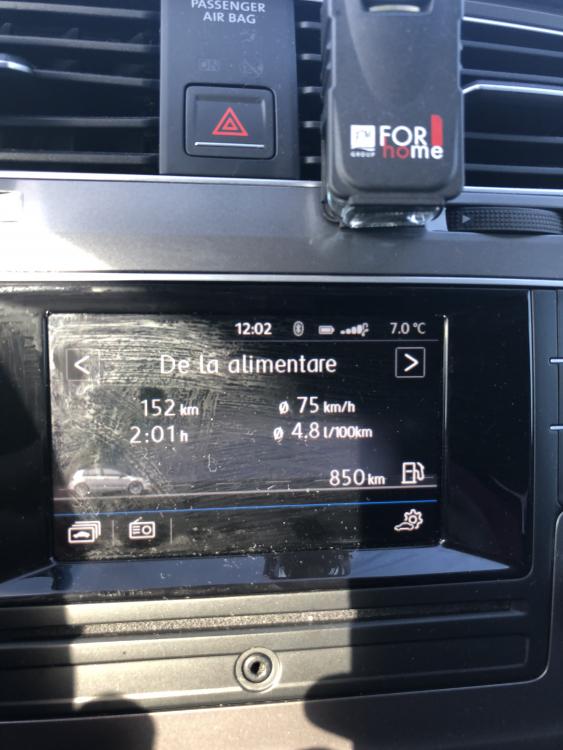 PASSENGER
AIR BAG
FOR
home
GROUP
12:02 7.0 °C
< De la alimentare >
152 km ø 75 km/h
2:01 h ø 4.8 l/100km
850 km